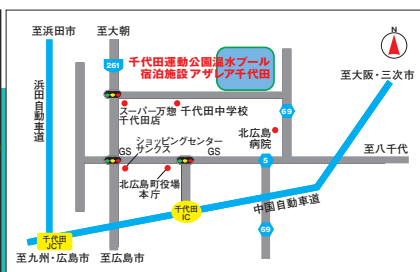 至浜田市
至大朝
N
261
千代田運動公園温水プール
宿泊施設 アザレア千代田
至大阪・三次市
浜田自動車道
スーパー万惣
千代田店
千代田中学校
69
北広島
病院
ショッピングセンター
サンクス
GS
GS
5
至八千代
北広島町役場
本庁
千代田
IC
中国自動車道
69
千代田
JCT
至九州・広島市
至広島市